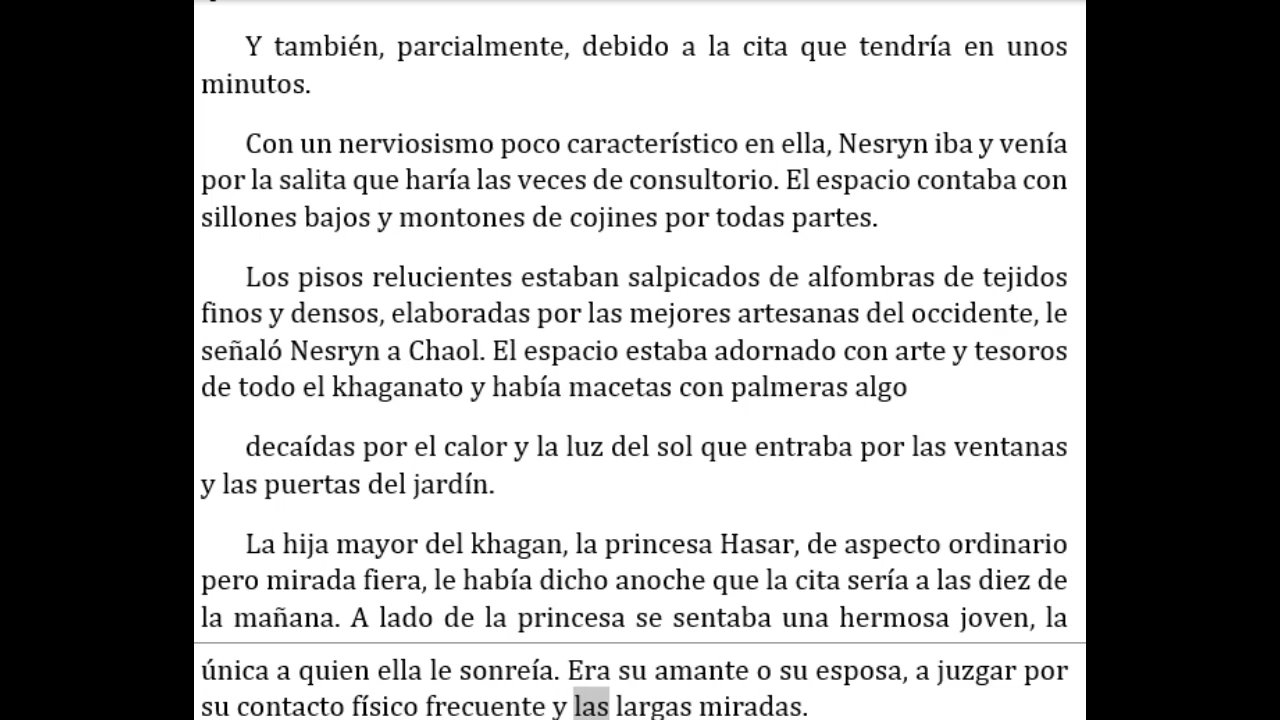 Y también, parcialmente, debido a la cita que tendría en unos
minutos.
Con un nerviosismo poco característico en ella, Nesryn iba y venía
por la salita que haría las veces de consultorio. El espacio contaba con
sillones bajos y montones de cojines por todas partes.
Los pisos relucientes estaban salpicados de alfombras de tejidos
finos y densos, elaboradas por las mejores artesanas del occidente, le
señaló Nesryn a Chaol. El espacio estaba adornado con arte y tesoros
de todo el khaganato y había macetas con palmeras algo
decaídas por el calor y la luz del sol que entraba por las ventanas
y las puertas del jardín.
La hija mayor del khagan, la princesa Hasar, de aspecto ordinario
pero mirada fiera, le había dicho anoche que la cita sería a las diez de
la mañana. A lado de la princesa se sentaba una hermosa joven, la
única a quien ella le sonreía. Era su amante o su esposa, a juzgar por
su contacto físico frecuente y las largas miradas.